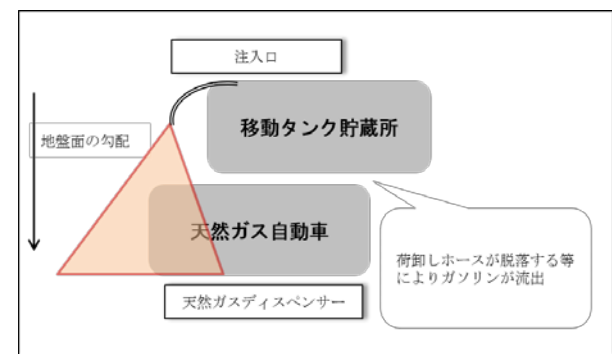 注入口
移動タンク貯蔵所
地盤面の勾配
天然ガス自動車
荷卸しホースが脱落する等
によりガソリンが流出
天然ガスディスペンサー